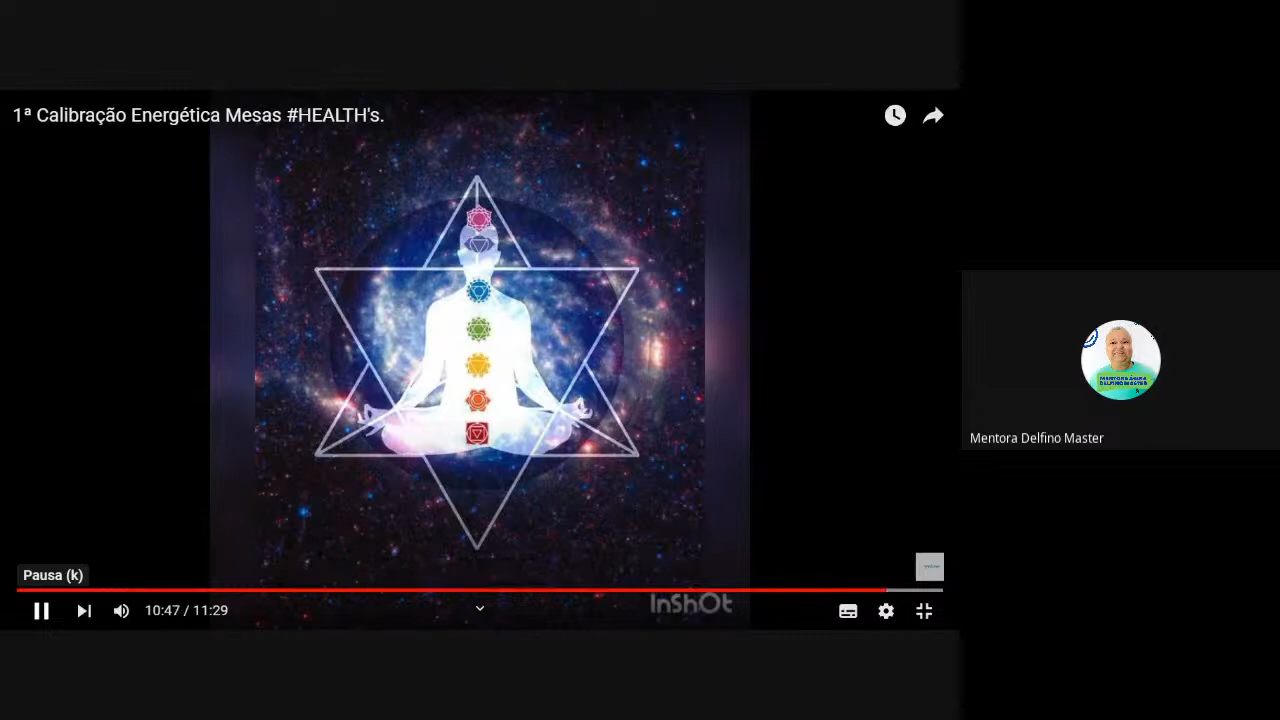 1ª Calibração Energética Mesas #HEALTH's.
Pausa (k)
10:47 / 11:29
InShOt
Mentora Delfino Master